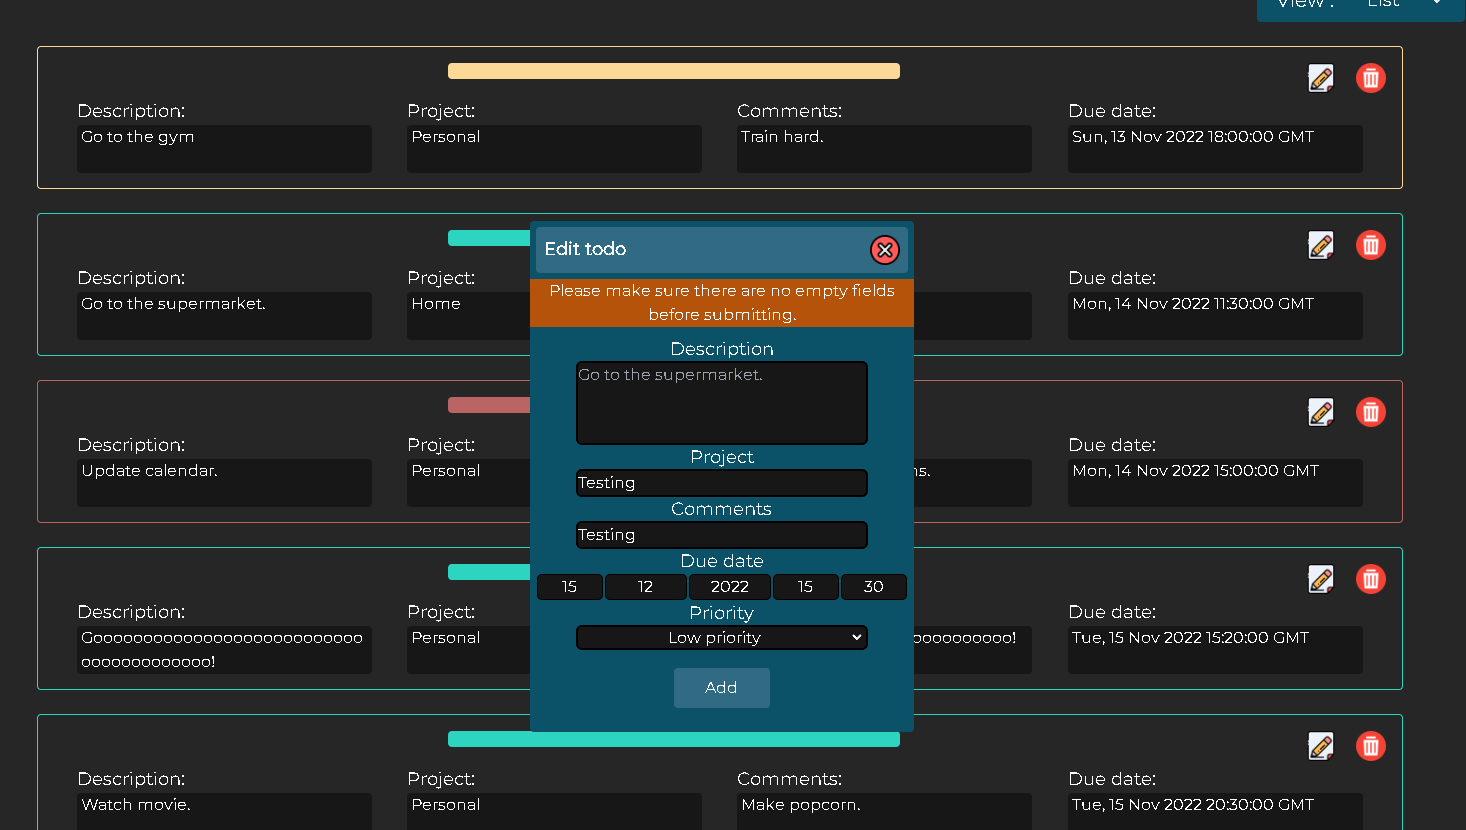 View : List
Description: Project: Comments: Due date:
Go to the gym Personal Train hard. Sun, 13 Nov 2022 18:00:00 GMT
Description: Project: Due date:
Go to the supermarket. Home Mon, 14 Nov 2022 11:30:00 GMT
Edit todo
Please make sure there are no empty fields
before submitting.
Description
Go to the supermarket.
Project
Testing
Comments
Testing
Due date
15 12 2022 15 30
Priority
Low priority
Add
Description: Project: Due date:
Update calendar. Personal Mon, 14 Nov 2022 15:00:00 GMT
Description: Project: Due date:
Gooooooooooooooooooooooooooo Personal oooooooooo! Tue, 15 Nov 2022 15:20:00 GMT
ooooooooooooo!
Description: Project: Comments: Due date:
Watch movie. Personal Make popcorn. Tue, 15 Nov 2022 20:30:00 GMT